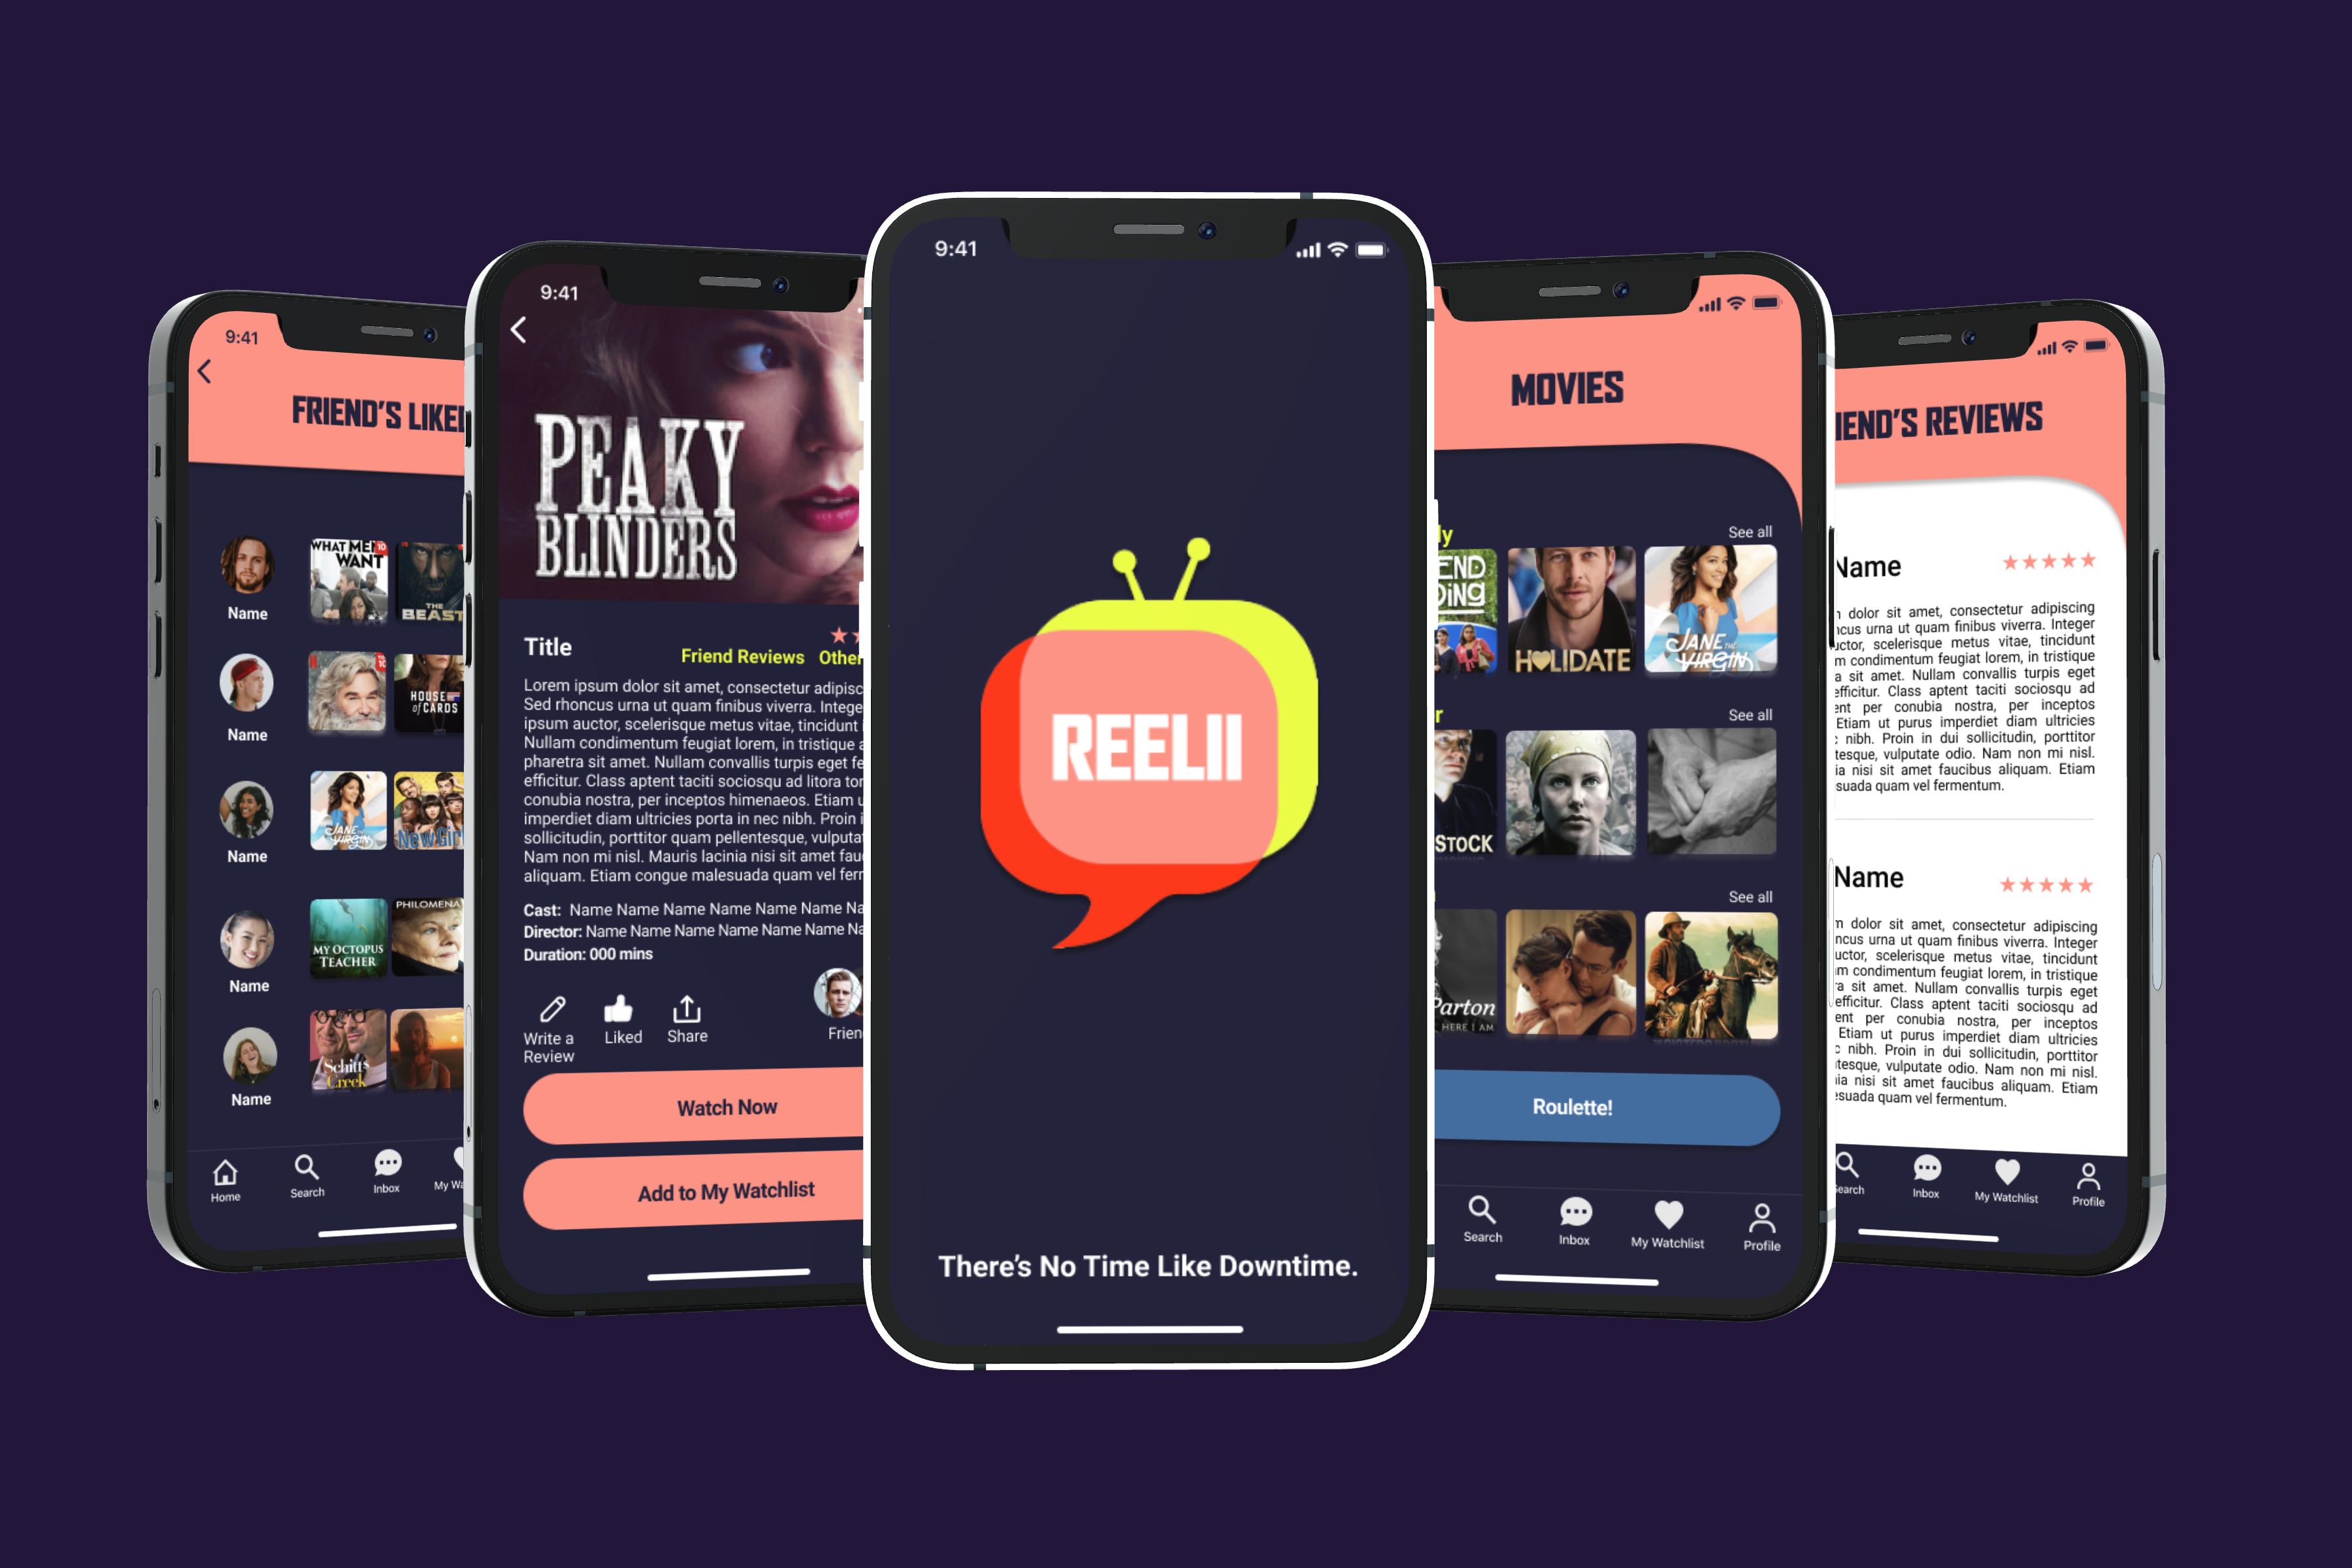 9:41
FRIEND'S LIKE
WHAT MEN
WANT
THE
BEAST
Name
HOUSE
of CARDS
Name
JANE THE
VIRGIN
New Girl
Name
MY OCTOPUS
TEACHER
PHILOMENA
Name
Schitt's
Creek
Name
Home
Search
Inbox
My Wa
9:41
PEAKY
BLINDERS
Title
Friend Reviews Other
Lorem ipsum dolor sit amet, consectetur adipisc
Sed rhoncus urna ut quam finibus viverra. Intege
ipsum auctor, scelerisque metus vitae, tincidunt
Nullam condimentum feugiat lorem, in tristique a
pharetra sit amet. Nullam convallis turpis eget fe
efficitur. Class aptent taciti sociosqu ad litora tor
conubia nostra, per inceptos himenaeos. Etiam u
imperdiet diam ultricies porta in nec nibh. Proin i
sollicitudin, porttitor quam pellentesque, vulputa
Nam non mi nisl. Mauris lacinia nisi sit amet fauc
aliquam. Etiam congue malesuada quam vel ferr
Cast: Name Name Name Name Name Name Na
Director: Name Name Name Name Name Name Na
Duration: 000 mins
Write a
Review
Liked
Share
Frien
Watch Now
Add to My Watchlist
9:41
REELII
There's No Time Like Downtime.
MOVIES
ly
See all
END
DING
HOLIDATE
JANE THE
VIRGIN
r
See all
STOCK
See all
Parton
HERE I AM
Roulette!
Search
Inbox
My Watchlist
Profile
IEND'S REVIEWS
Name
dolor sit amet, consectetur adipiscing
ncus urna ut quam finibus viverra. Integer
uctor, scelerisque metus vitae, tincidunt
m condimentum feugiat lorem, in tristique
a sit amet. Nullam convallis turpis eget
efficitur. Class aptent taciti sociosqu ad
ent per conubia nostra, per inceptos
Etiam ut purus imperdiet diam ultricies
c nibh. Proin in dui sollicitudin, porttitor
tesque, vulputate odio. Nam non mi nisl.
ia nisi sit amet faucibus aliquam. Etiam
suada quam vel fermentum.
Name
m dolor sit amet, consectetur adipiscing
ncus urna ut quam finibus viverra. Integer
uctor, scelerisque metus vitae, tincidunt
m condimentum feugiat lorem, in tristique
ra sit amet. Nullam convallis turpis eget
efficitur. Class aptent taciti sociosqu ad
ent per conubia nostra, per inceptos
Etiam ut purus imperdiet diam ultricies
c nibh. Proin in dui sollicitudin, porttitor
tesque, vulputate odio. Nam non mi nisl.
ia nisi sit amet faucibus aliquam. Etiam
esuada quam vel fermentum.
earch
Inbox
My Watchlist
Profile